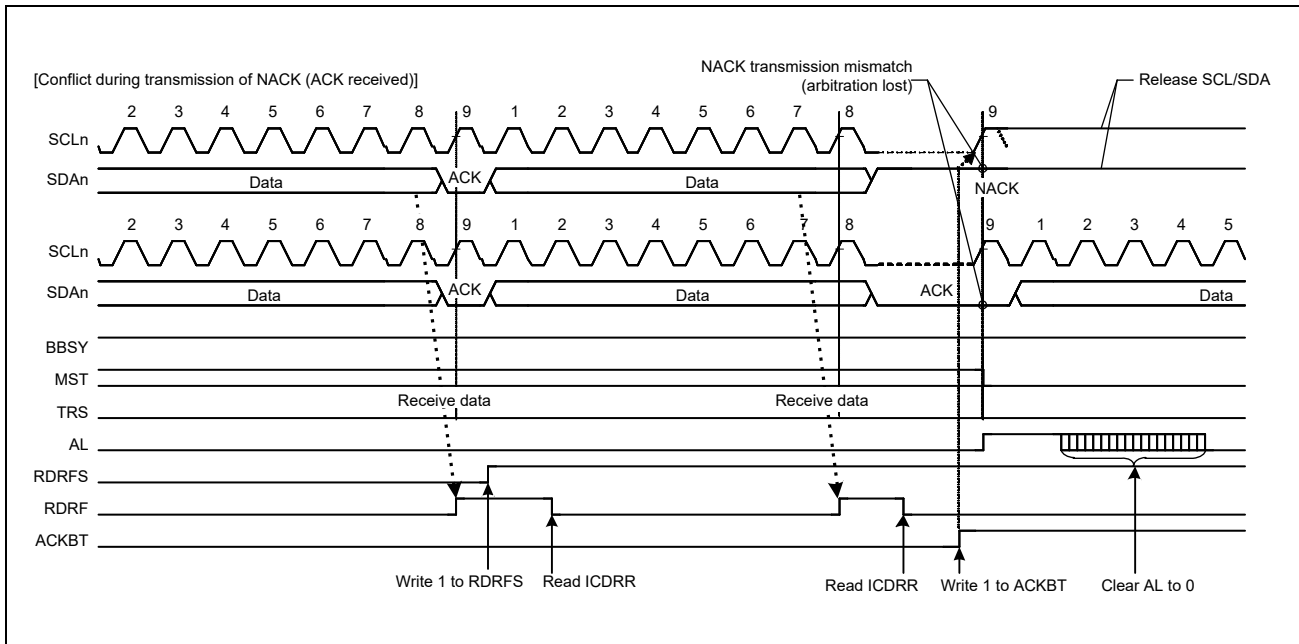 [Conflict during transmission of NACK (ACK received)]
NACK transmission mismatch
(arbitration lost)
Release SCL/SDA
2 3 4 5 6 7 8 9 1 2 3 4 5 6 7 8 9
SCLn
SDAn
Data ACK Data NACK
2 3 4 5 6 7 8 9 1 2 3 4 5 6 7 8 9 1 2 3 4 5
SCLn
SDAn
Data ACK Data ACK Data
BBSY
MST
TRS
Receive data Receive data
AL
RDRFS
RDRF
ACKBT
Write 1 to RDRFS Read ICDRR Read ICDRR Write 1 to ACKBT Clear AL to 0